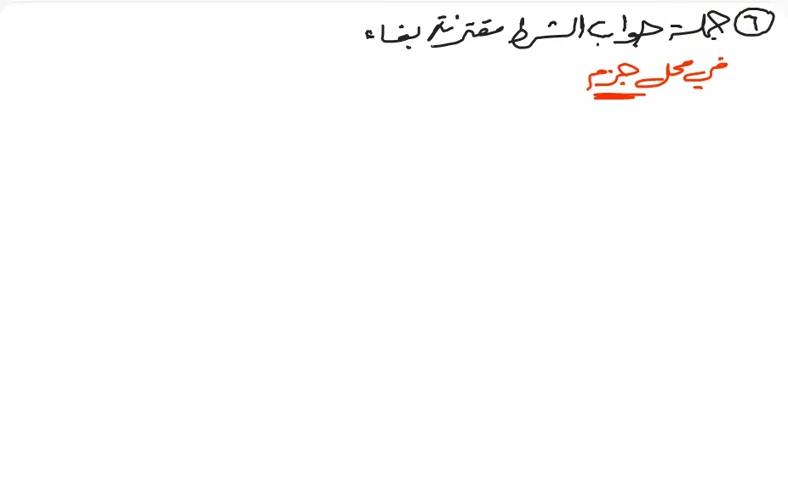 ٦ جملة جواب الشرط مقترنة بفاء
في محل جزم